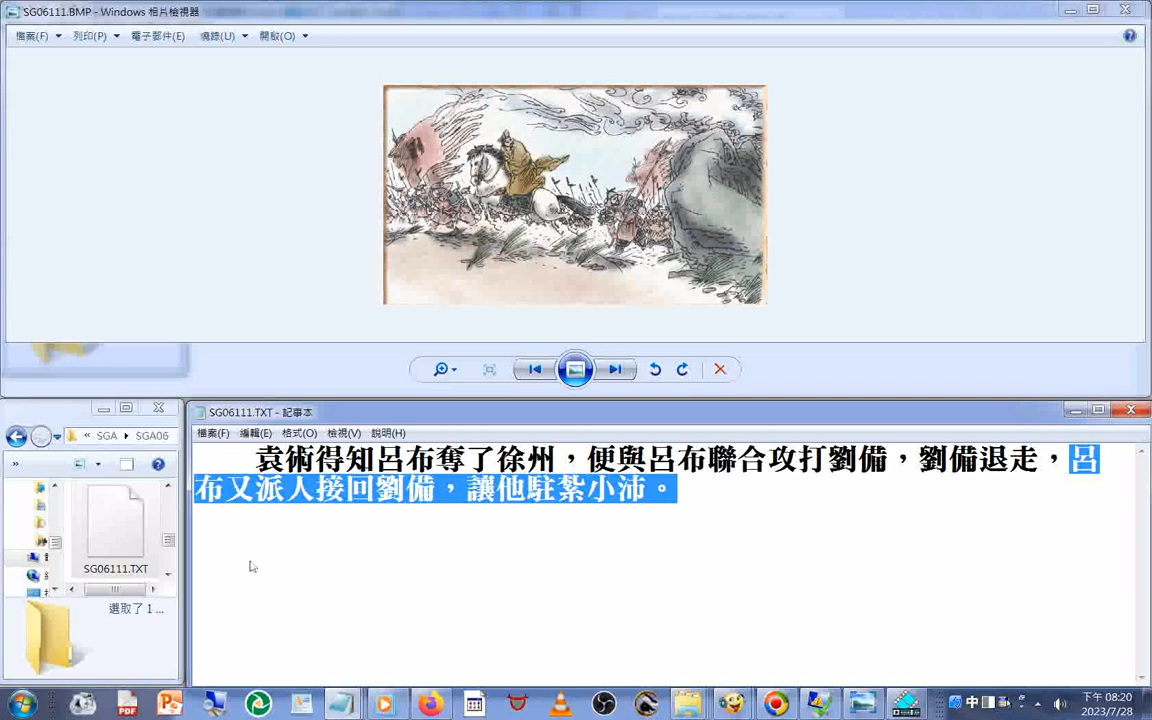 SG06111.BMP - Windows 相片檢視器
檔案(F) 列印(P) 電子郵件(E) 燒錄(U) 開啟(O)
« SGA ▸ SGA06
»
SG06111.TXT
選取了 1 ...
SG06111.TXT - 記事本
檔案(F) 編輯(E) 格式(O) 檢視(V) 說明(H)
袁術得知呂布奪了徐州，便與呂布聯合攻打劉備，劉備退走，呂
布又派人接回劉備，讓他駐紮小沛。
PDF
中
下午 08:20
2023/7/28